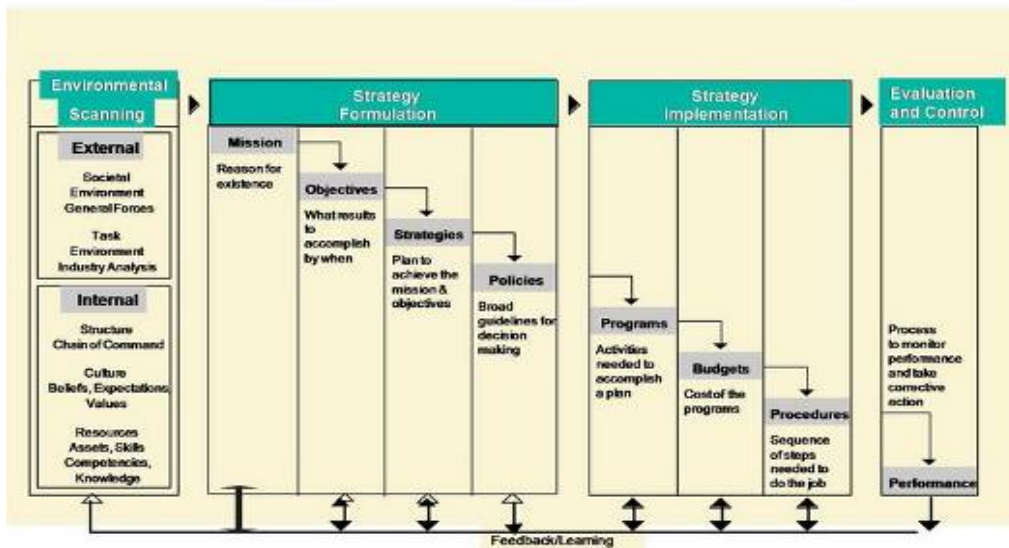 Environmental
Scanning
External
Societal
Environment
General Forces
Task
Environment
Industry Analysis
Internal
Structure
Chain of Command
Culture
Beliefs, Expectations,
Values
Resources
Assets, Skills
Competencies,
Knowledge
Strategy
Formulation
Mission
Reason for
existence
Objectives
What results
to
accomplish
by when
Strategies
Plan to
achieve the
mission &
objectives
Policies
Broad
guidelines for
decision
making
Strategy
Implementation
Programs
Activities
needed to
accomplish
a plan
Budgets
Cost of the
programs
Procedures
Sequence
of steps
needed to
do the job
Evaluation
and Control
Process
to monitor
performance
and take
corrective
action
Performance
Feedback/Learning